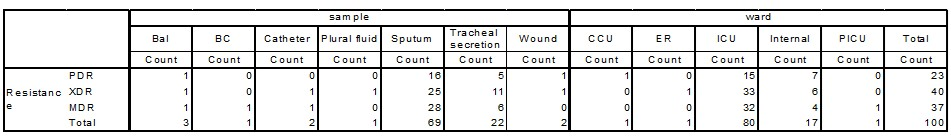 sample ward
Bal BC Catheter Plural fluid Sputum Tracheal secretion Wound CCU ER ICU Internal PICU Total
Count Count Count Count Count Count Count Count Count Count Count Count Count
Resistance PDR 1 0 0 0 16 5 1 1 0 15 7 0 23
XDR 1 0 1 1 25 11 1 0 1 33 6 0 40
MDR 1 1 1 0 28 6 0 0 0 32 4 1 37
Total 3 1 2 1 69 22 2 1 1 80 17 1 100